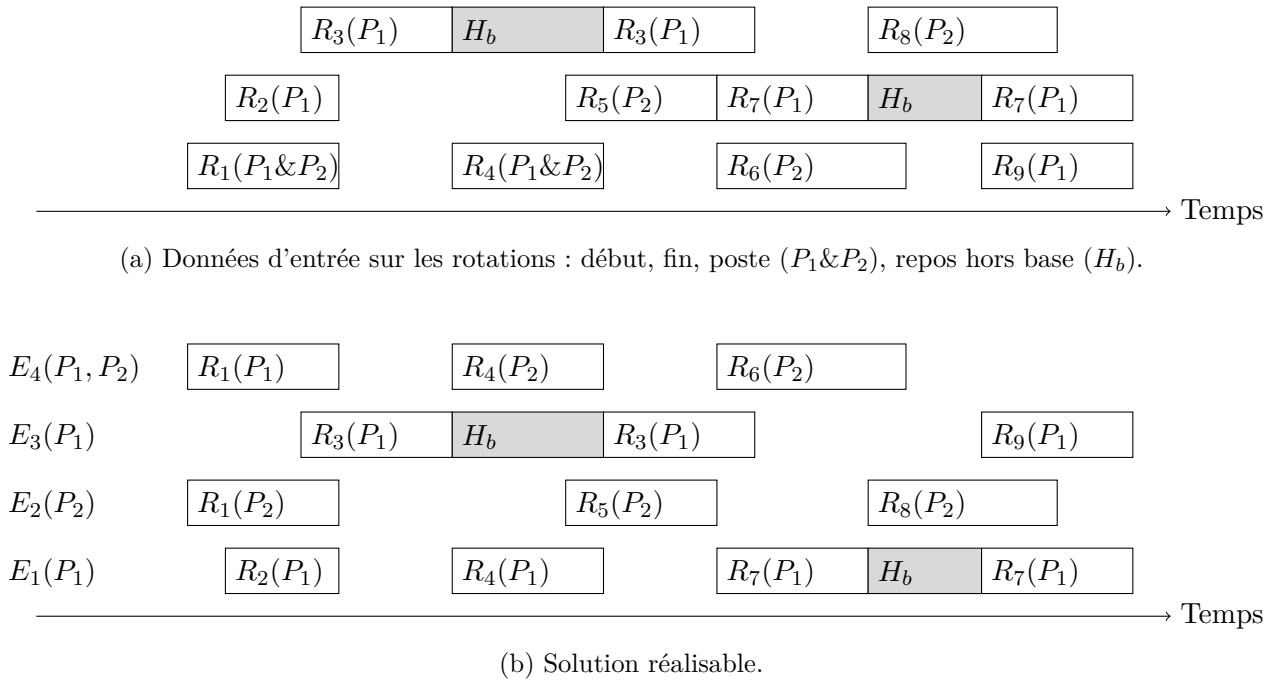 R₃(P₁) H_b R₃(P₁) R₈(P₂)
R₂(P₁) R₅(P₂) R₇(P₁) H_b R₇(P₁)
R₁(P₁&P₂) R₄(P₁&P₂) R₆(P₂) R₉(P₁)
Temps
(a) Données d'entrée sur les rotations : début, fin, poste (P₁&P₂), repos hors base (H_b).
E₄(P₁, P₂) R₁(P₁) R₄(P₂) R₆(P₂)
E₃(P₁) R₃(P₁) H_b R₃(P₁) R₉(P₁)
E₂(P₂) R₁(P₂) R₅(P₂) R₈(P₂)
E₁(P₁) R₂(P₁) R₄(P₁) R₇(P₁) H_b R₇(P₁)
Temps
(b) Solution réalisable.